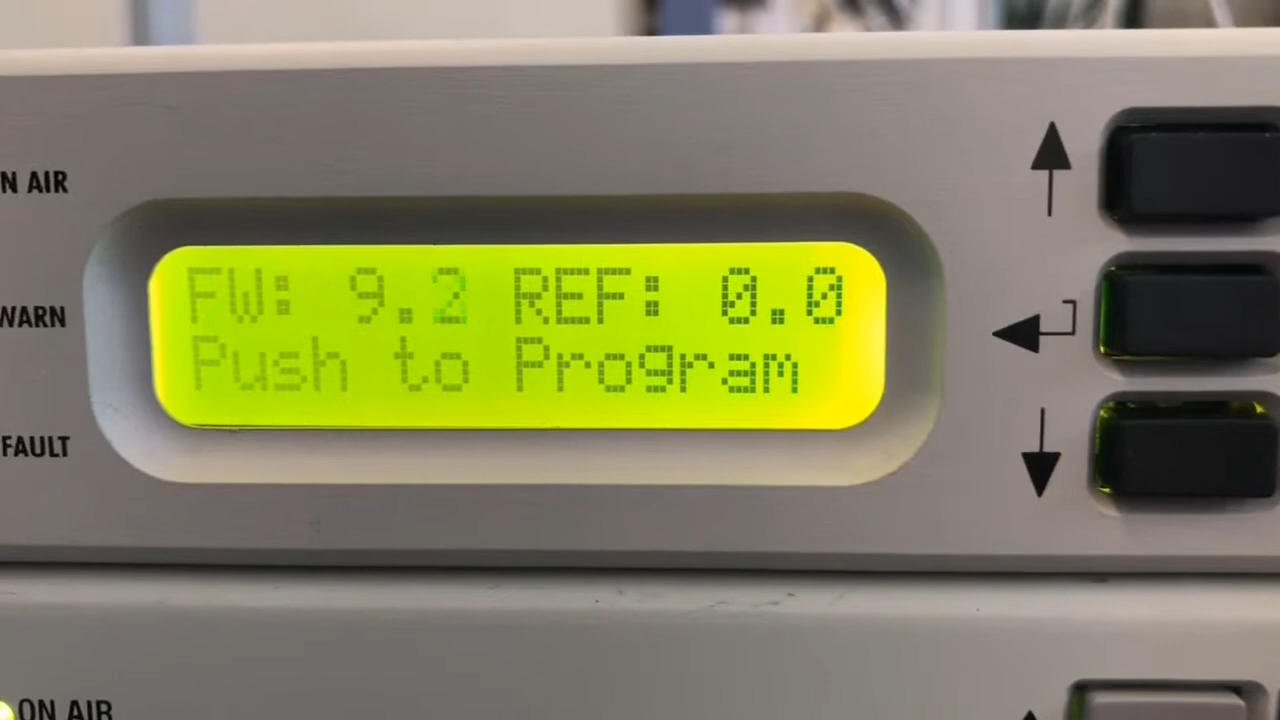 N AIR
FW: 9.2 REF: 0.0
Push to Program
WARN
FAULT
ON AIR